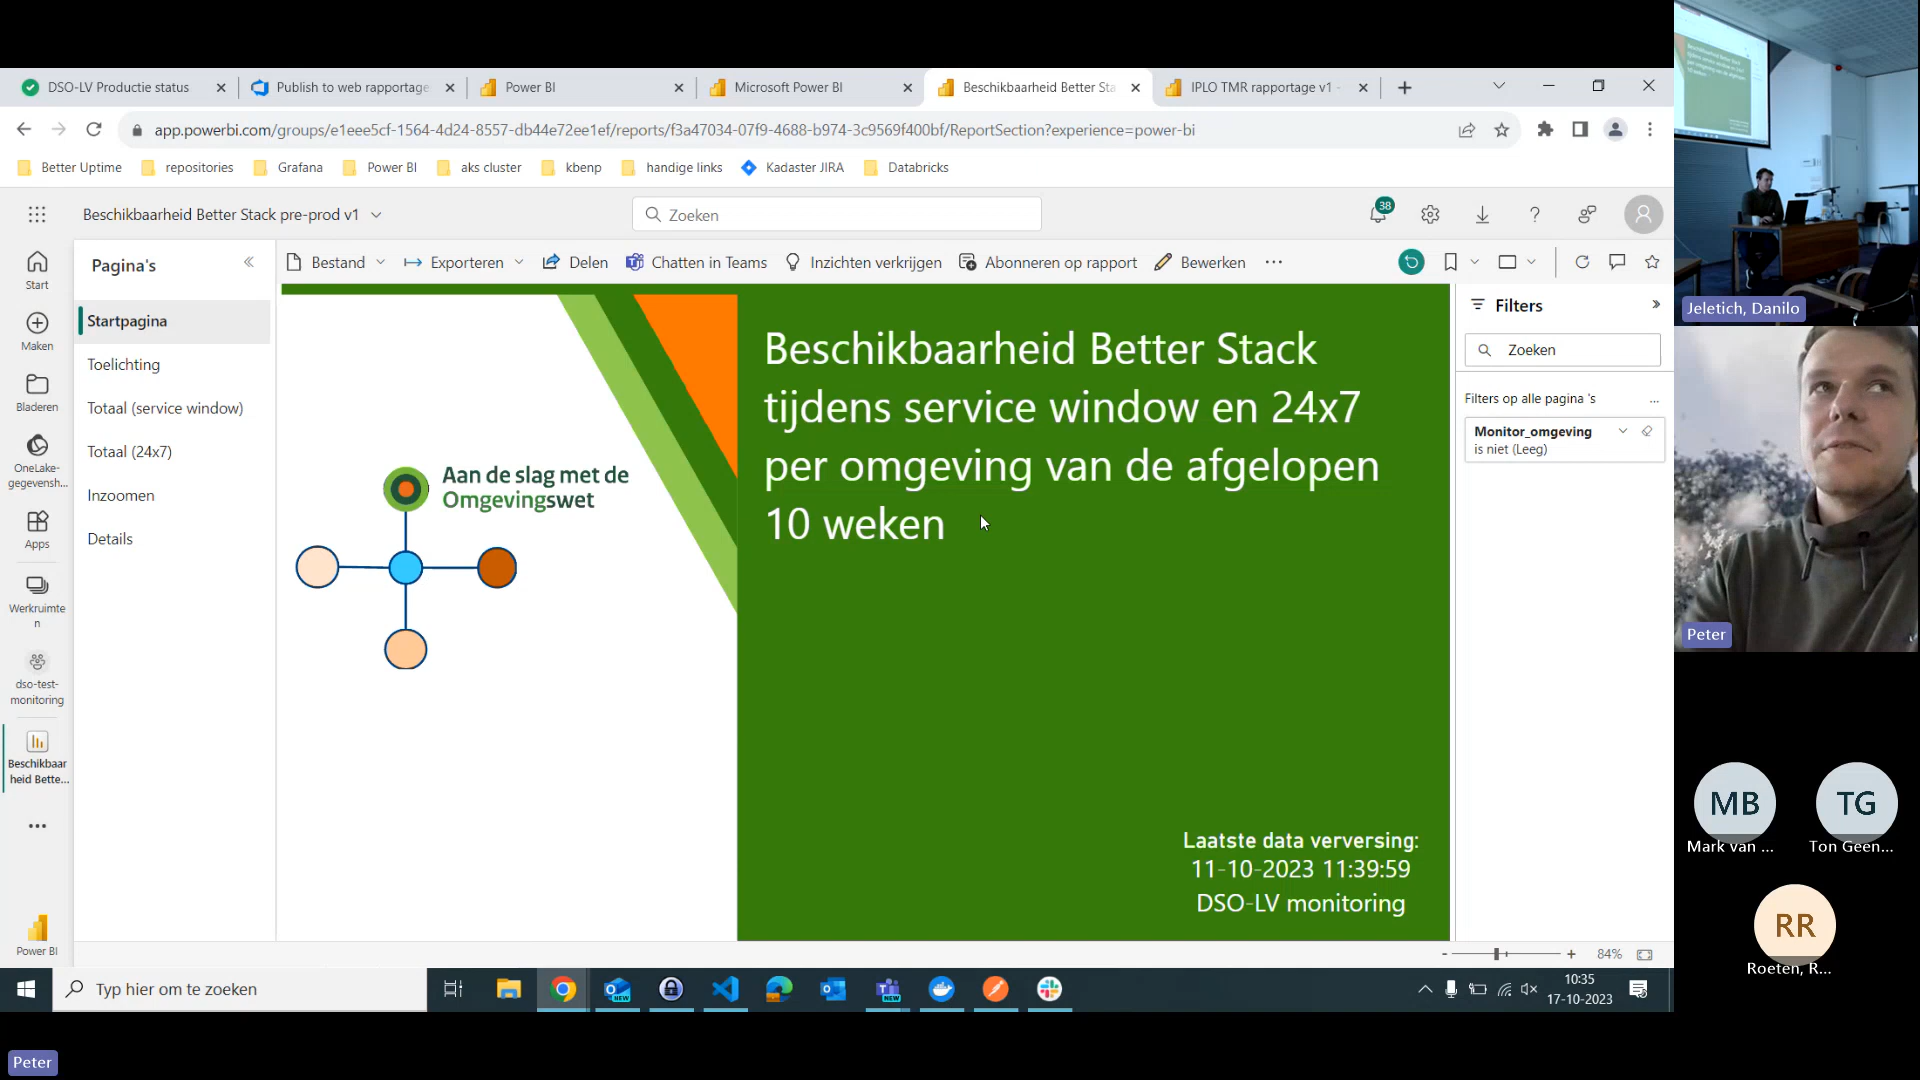 DSO-LV Productie status
Publish to web rapportage
Power BI
Microsoft Power BI
Beschikbaarheid Better Sta
IPLO TMR rapportage v1 -
app.powerbi.com/groups/e1eee5cf-1564-4d24-8557-db44e72ee1ef/reports/f3a47034-07f9-4688-b974-3c9569f400bf/ReportSection?experience=power-bi
Better Uptime
repositories
Grafana
Power BI
aks cluster
kbenp
handige links
Kadaster JIRA
Databricks
Beschikbaarheid Better Stack pre-prod v1
Zoeken
38
Start
Maken
Bladeren
OneLake-
gegevensh...
Apps
Werkruimte
n
dso-test-
monitoring
Beschikbaar
heid Bette...
Power BI
Pagina's
Startpagina
Toelichting
Totaal (service window)
Totaal (24x7)
Inzoomen
Details
Bestand
Exporteren
Delen
Chatten in Teams
Inzichten verkrijgen
Abonneren op rapport
Bewerken
Aan de slag met de
Omgevingswet
Beschikbaarheid Better Stack
tijdens service window en 24x7
per omgeving van de afgelopen
10 weken
Laatste data verversing:
11-10-2023 11:39:59
DSO-LV monitoring
Filters
Zoeken
Filters op alle pagina 's
...
Monitor_omgeving
is niet (Leeg)
- + 84%
Typ hier om te zoeken
NEW
NEW
10:35
17-10-2023
Jeletich, Danilo
Peter
MB
Mark van ...
TG
Ton Geen...
RR
Roeten, R...
Peter